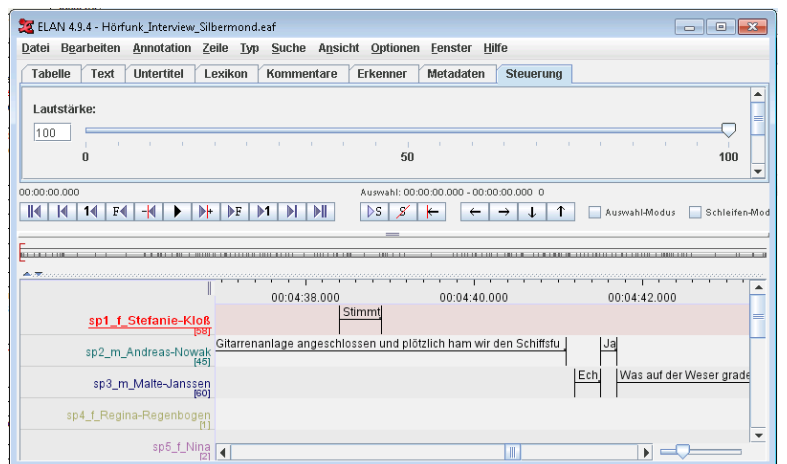 ELAN 4.9.4 - Hörfunk_Interview_Silbermond.eaf
Datei Bearbeiten Annotation Zeile Typ Suche Ansicht Optionen Fenster Hilfe
Tabelle Text Untertitel Lexikon Kommentare Erkenner Metadaten Steuerung
Lautstärke:
100
0 50 100
00:00:00.000 Auswahl: 00:00:00.000 - 00:00:00.000 0
1 F F 1 S S Auswahl-Modus Schleifen-Mod
00:04:38.000 00:04:40.000 00:04:42.000
Stimmt
sp1_f_Stefanie-Kloß
[58]
Gitarrenanlage angeschlossen und plötzlich ham wir den Schiffsfu Ja
sp2_m_Andreas-Nowak
[45]
Ech Was auf der Weser grade
sp3_m_Malte-Janssen
[60]
sp4_f_Regina-Regenbogen
[1]
sp5_f_Nina
[2]